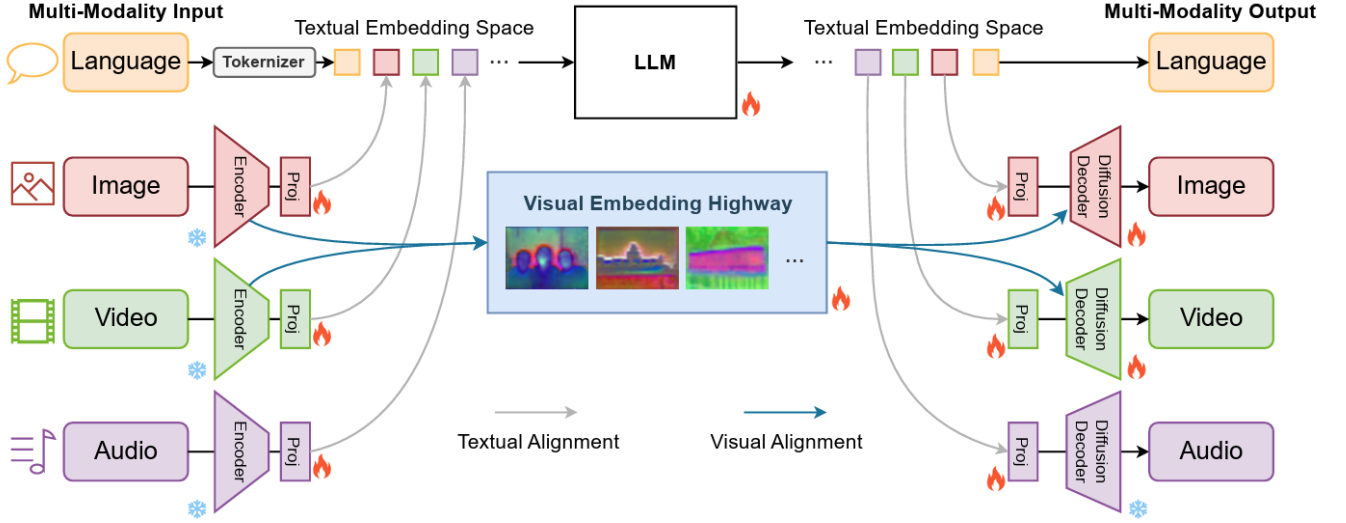 Multi-Modality Input
Multi-Modality Output
Textual Embedding Space
Textual Embedding Space
Language
Tokernizer
...
LLM
...
Language
Image
Encoder
Proj
Visual Embedding Highway
...
Proj
Diffusion
Decoder
Image
Video
Encoder
Proj
Proj
Diffusion
Decoder
Video
Audio
Encoder
Proj
Textual Alignment
Visual Alignment
Proj
Diffusion
Decoder
Audio